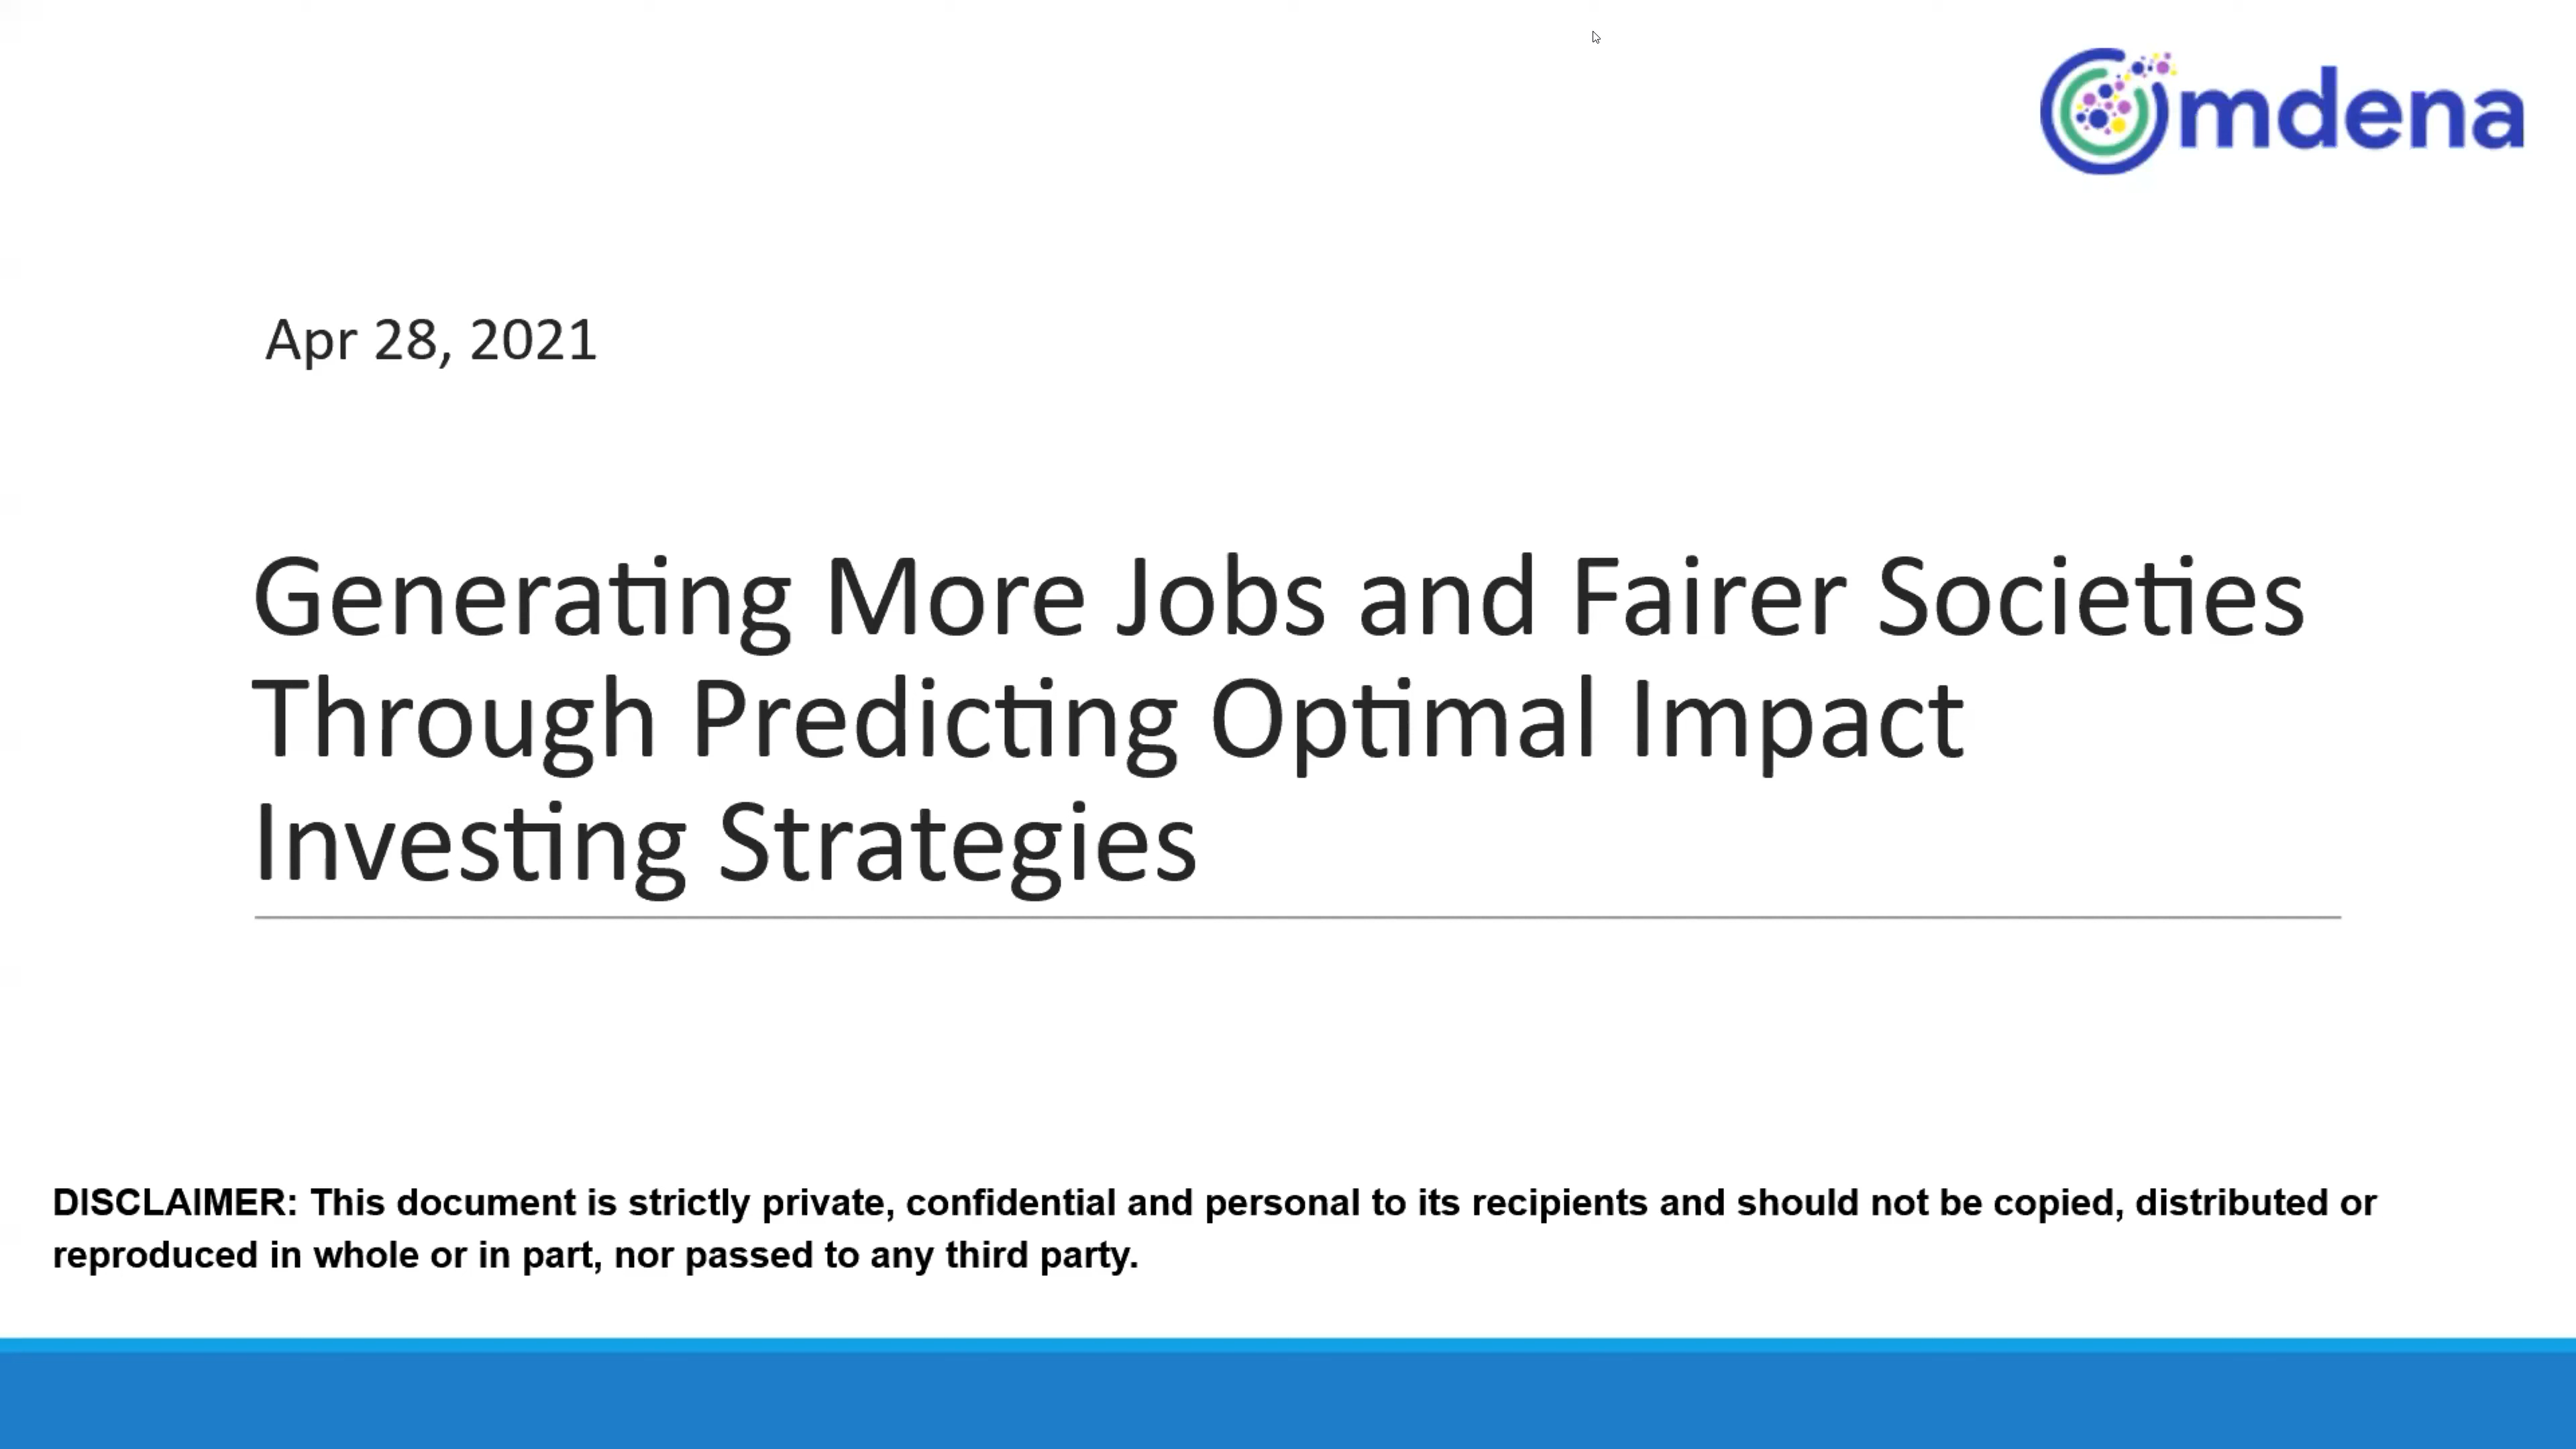 Omdena
Apr 28, 2021
Generating More Jobs and Fairer Societies
Through Predicting Optimal Impact
Investing Strategies
DISCLAIMER: This document is strictly private, confidential and personal to its recipients and should not be copied, distributed or
reproduced in whole or in part, nor passed to any third party.